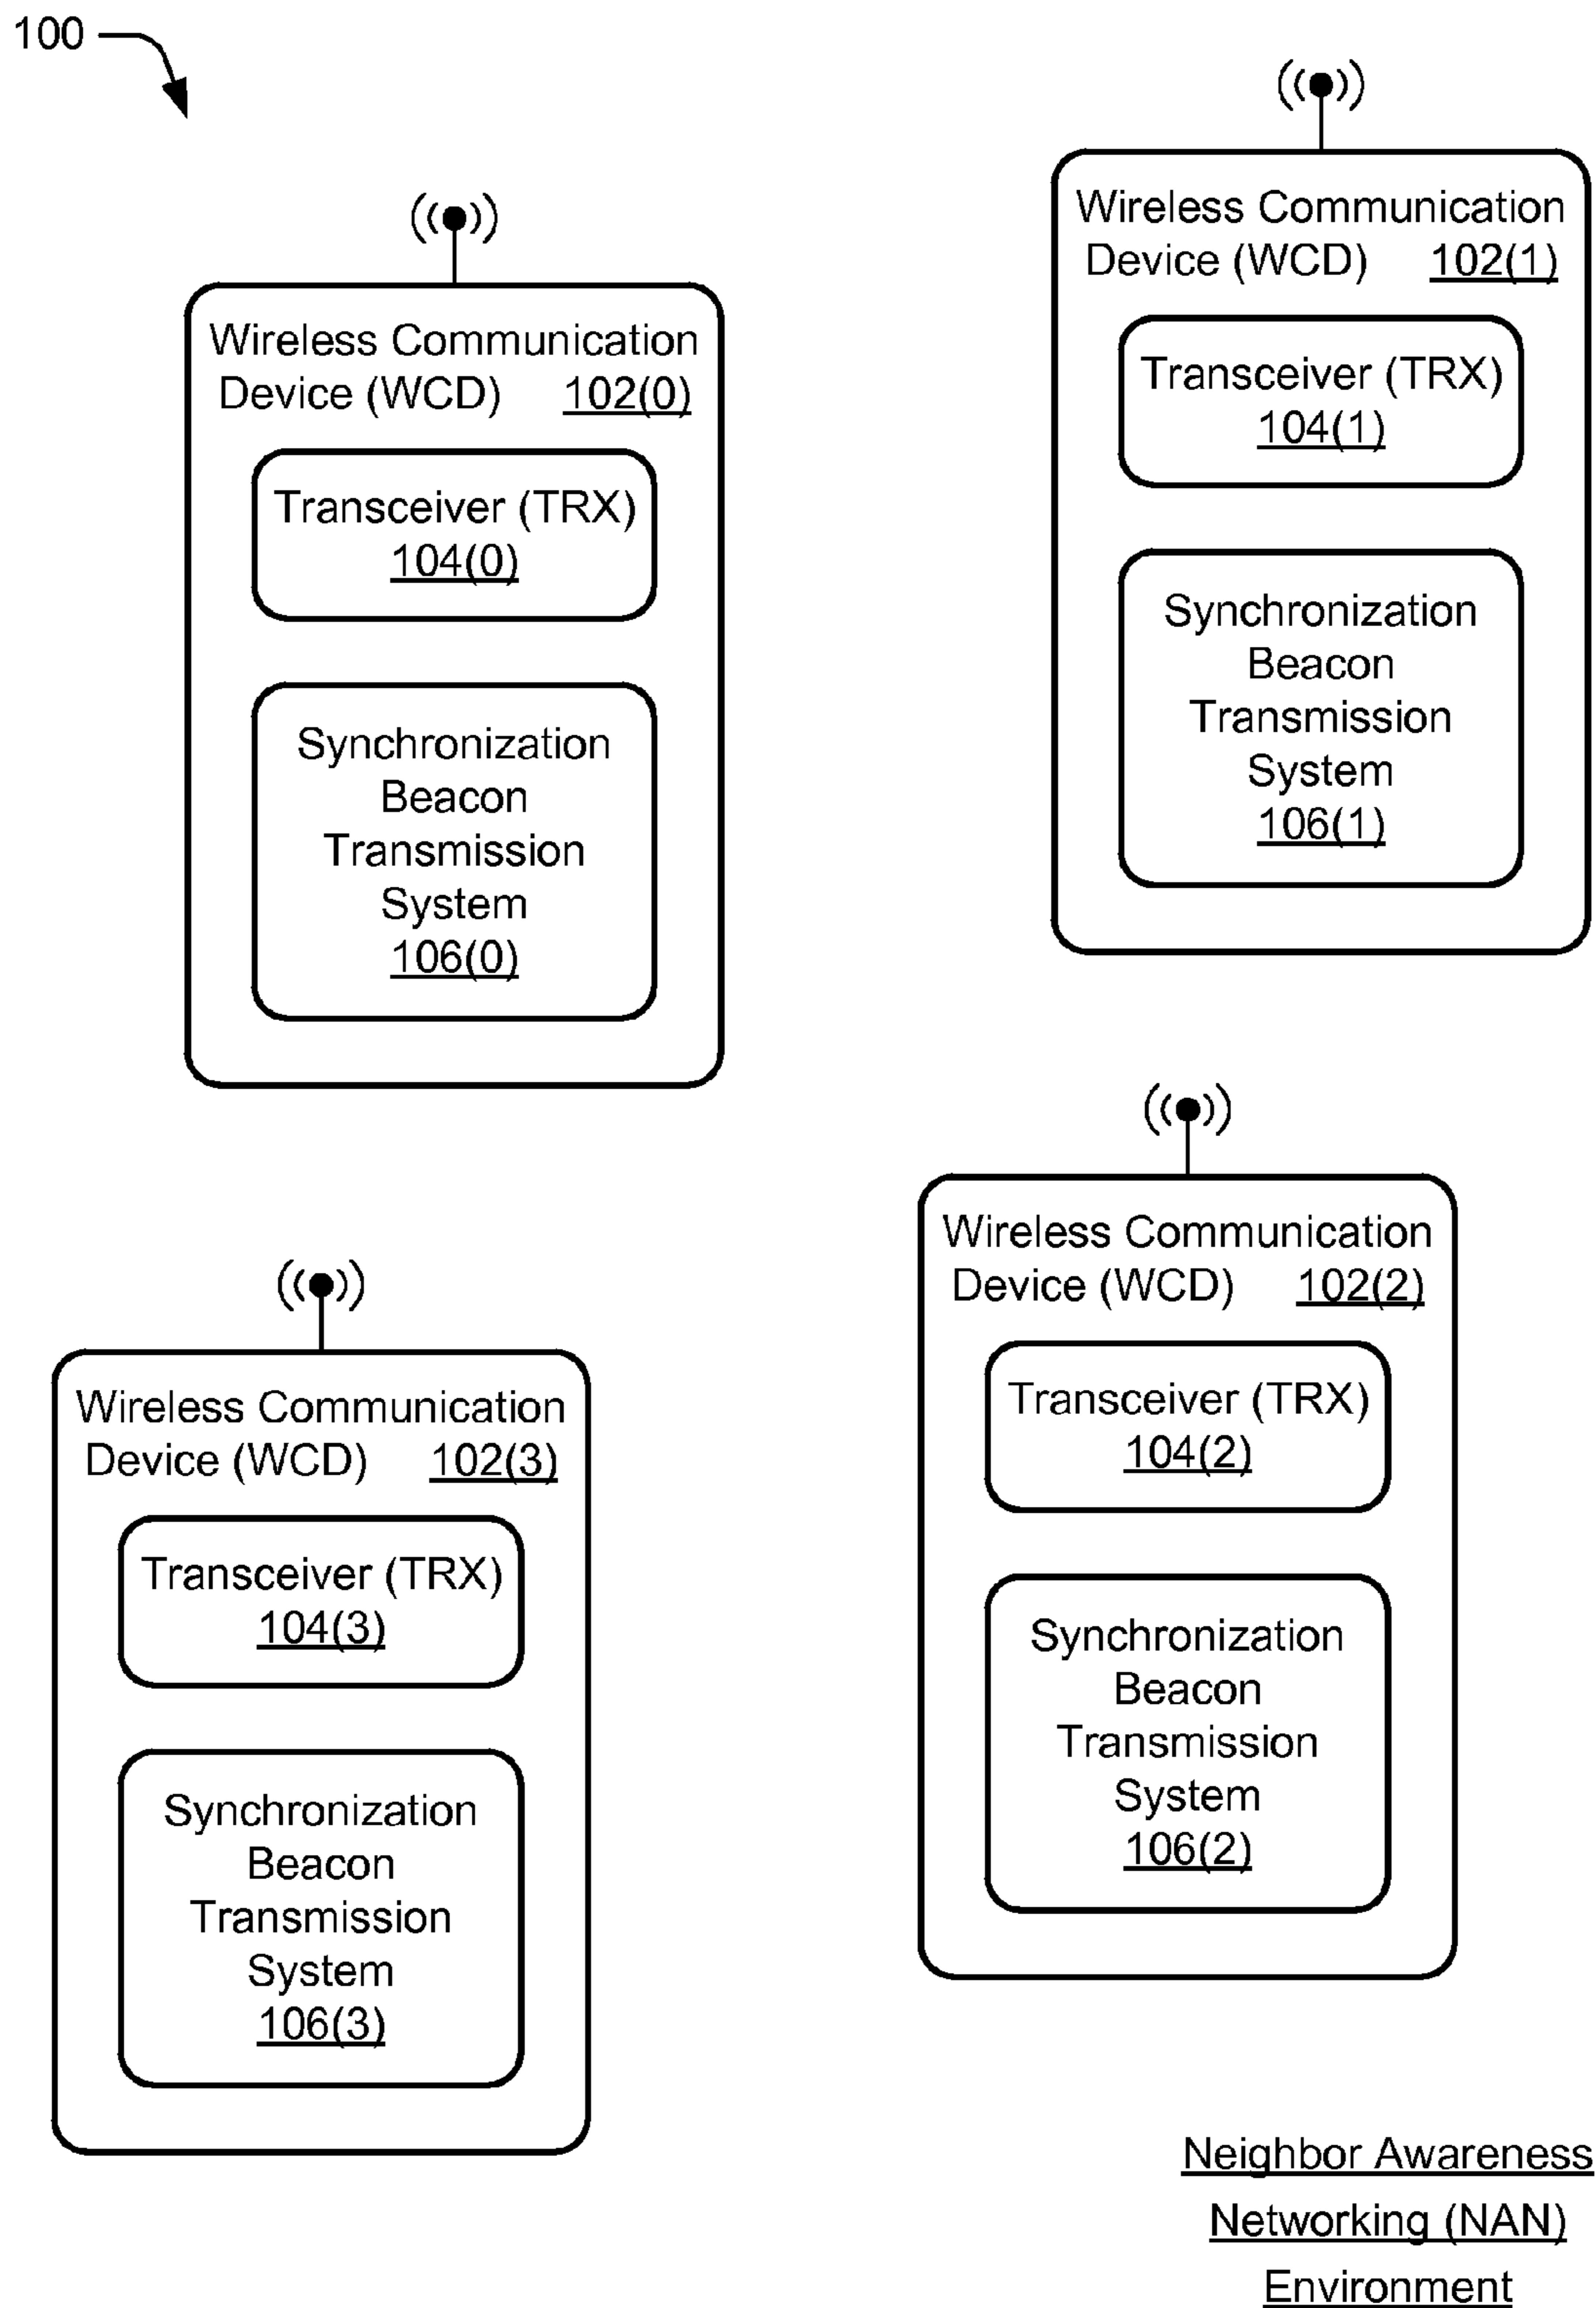 100
Wireless Communication
Device (WCD) 102(0)
Transceiver (TRX)
104(0)
Synchronization
Beacon
Transmission
System
106(0)
Wireless Communication
Device (WCD) 102(1)
Transceiver (TRX)
104(1)
Synchronization
Beacon
Transmission
System
106(1)
Wireless Communication
Device (WCD) 102(3)
Transceiver (TRX)
104(3)
Synchronization
Beacon
Transmission
System
106(3)
Wireless Communication
Device (WCD) 102(2)
Transceiver (TRX)
104(2)
Synchronization
Beacon
Transmission
System
106(2)
Neighbor Awareness
Networking (NAN)
Environment